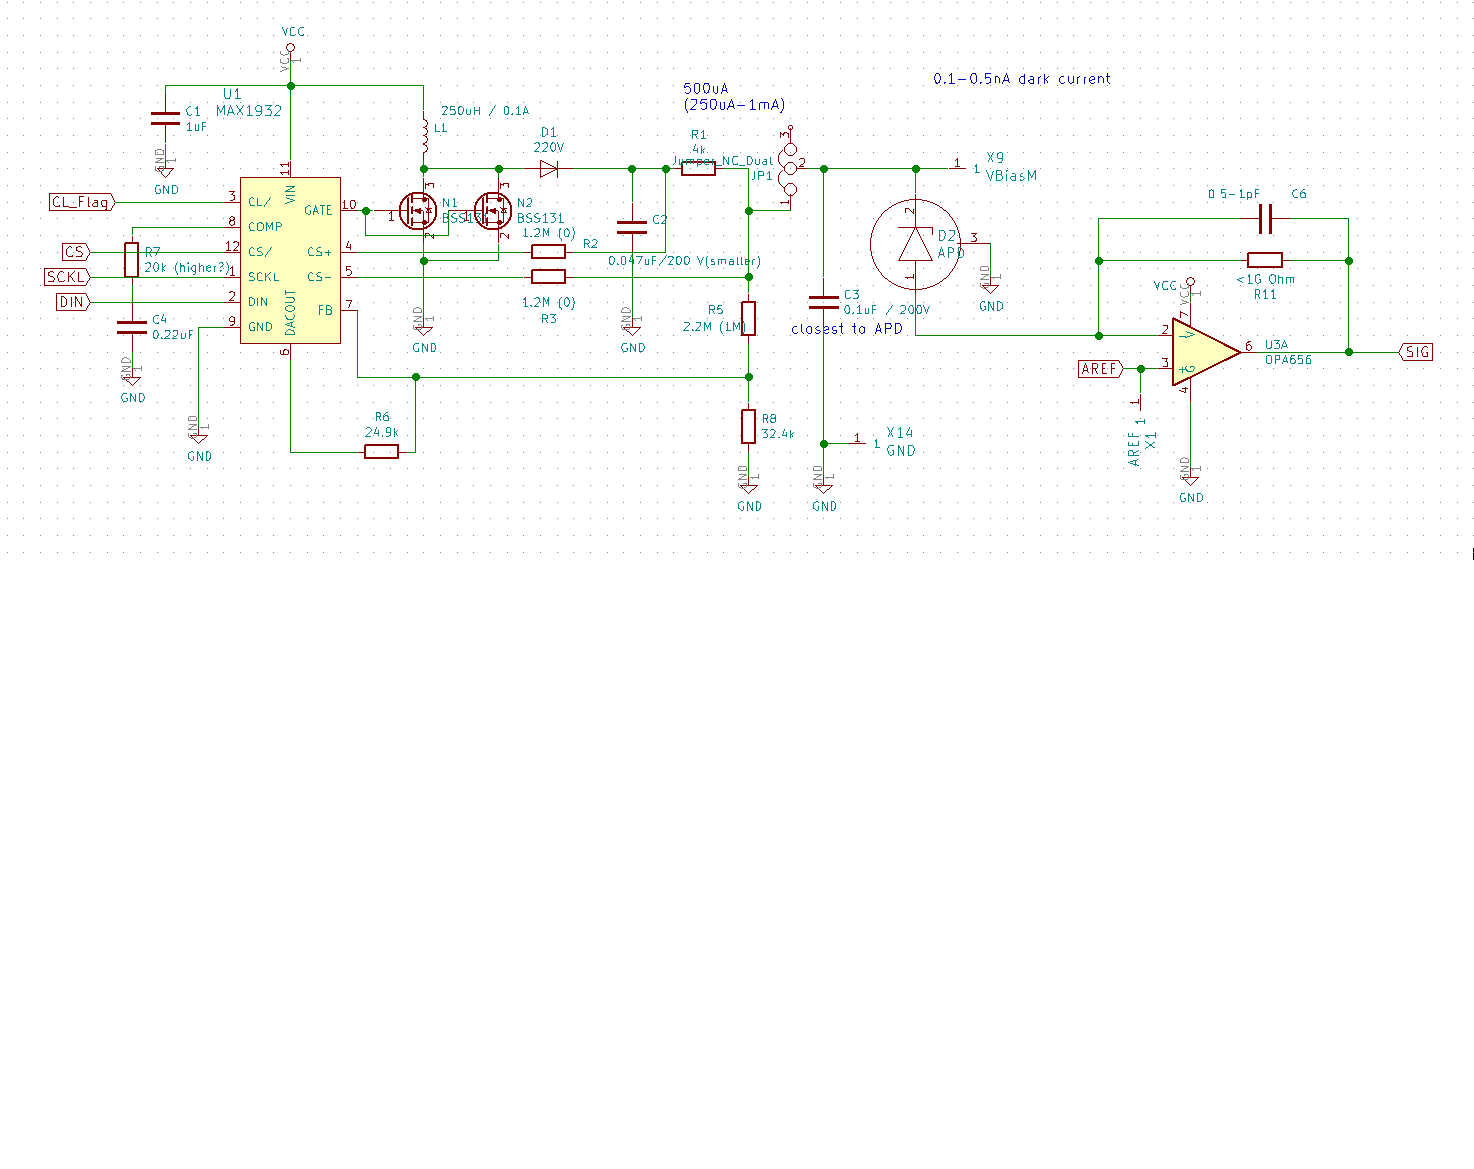 VCC
VCC
1
0.1-0.5nA dark current
500uA
(250uA-1mA)
U1
MAX1932
C1
1uF
GND
1
GND
250uH / 0.1A
L1
D1
220V
R1
4k
Jumper_NC_Dual
JP1
3
2
1
1
1
X9
VBiasM
11
VIN
CL_Flag
3
CL/
8
COMP
CS
12
CS/
SCKL
1
SCKL
DIN
2
DIN
9
GND
GATE
10
CS+
4
CS-
5
FB
7
DACOUT
6
R7
20k (higher?)
C4
0.22uF
GND
1
GND
GND
1
GND
1
3
2
N1
1
3
2
N2
BSS131
1.2M (0)
R2
1.2M (0)
R3
GND
1
GND
C2
0.047uF/200 V(smaller)
GND
1
GND
R5
2.2M (1M)
R6
24.9k
R8
32.4k
GND
1
GND
C3
0.1uF / 200V
closest to APD
1
1
X14
GND
GND
1
GND
2
D2
APD
3
1
GND
1
GND
0.5-1pF
C6
<1G Ohm
R11
VCC
VCC
1
7
2
3
4
6
U3A
OPA656
V-
+G
SIG
AREF
1
AREF 1
X1
GND
1
GND